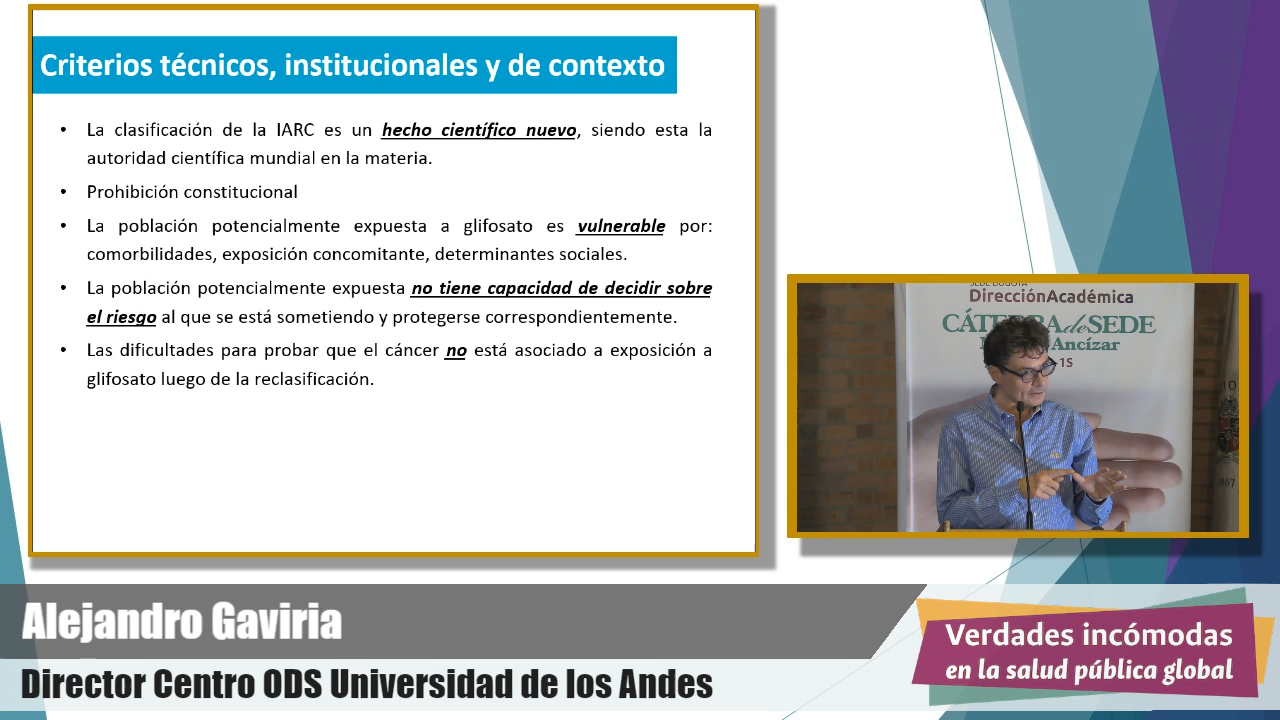 Criterios técnicos, institucionales y de contexto
• La clasificación de la IARC es un hecho científico nuevo, siendo esta la
autoridad científica mundial en la materia.
• Prohibición constitucional
• La población potencialmente expuesta a glifosato es vulnerable por:
comorbilidades, exposición concomitante, determinantes sociales.
• La población potencialmente expuesta no tiene capacidad de decidir sobre
el riesgo al que se está sometiendo y protegerse correspondientemente.
• Las dificultades para probar que el cáncer no está asociado a exposición a
glifosato luego de la reclasificación.
DirecciónAcadémica
deSEDE
Ancízar
Alejandro Gaviria
Director Centro ODS Universidad de los Andes
Verdades incómodas
en la salud pública global